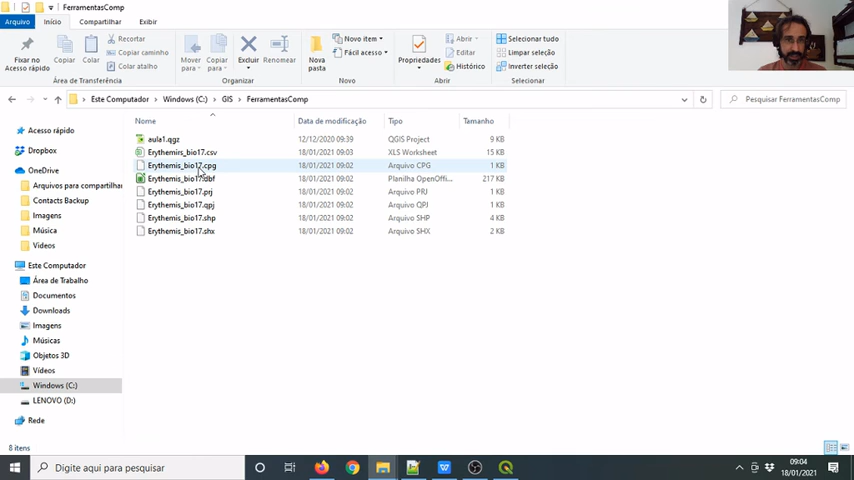 FerramentasComp
Arquivo Início Compartilhar Exibir
Fixar no Acesso rápido
Copiar
Colar
Recortar
Copiar caminho
Colar atalho
Mover para
Copiar para
Excluir
Renomear
Nova pasta
Novo item
Fácil acesso
Propriedades
Abrir
Editar
Histórico
Selecionar tudo
Limpar seleção
Inverter seleção
Área de Transferência Organizar Novo Abrir Selecionar
Este Computador > Windows (C:) > GIS > FerramentasComp
Pesquisar FerramentasComp
Nome Data de modificação Tipo Tamanho
aula1.qgz 12/12/2020 09:39 QGIS Project 9 KB
Erythemirs_bio17.csv 18/01/2021 09:03 XLS Worksheet 15 KB
Erythemis_bio17.cpg 18/01/2021 09:02 Arquivo CPG 1 KB
Erythemis_bio17.dbf 18/01/2021 09:02 Planilha OpenOffi... 217 KB
Erythemis_bio17.prj 18/01/2021 09:02 Arquivo PRJ 1 KB
Erythemis_bio17.qpj 18/01/2021 09:02 Arquivo QPJ 1 KB
Erythemis_bio17.shp 18/01/2021 09:02 Arquivo SHP 4 KB
Erythemis_bio17.shx 18/01/2021 09:02 Arquivo SHX 2 KB
Acesso rápido
Dropbox
OneDrive
Arquivos para compartilha
Contacts Backup
Imagens
Música
Videos
Este Computador
Área de Trabalho
Documentos
Downloads
Imagens
Músicas
Objetos 3D
Vídeos
Windows (C:)
LENOVO (D:)
Rede
8 itens
Digite aqui para pesquisar
09:04
18/01/2021